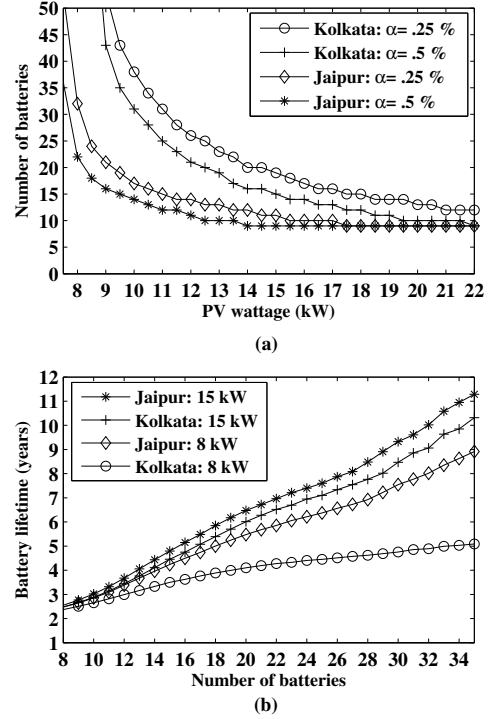 50
45
40
35
30
25
20
15
10
5
0
Number of batteries
Kolkata: α= .25 %
Kolkata: α= .5 %
Jaipur: α= .25 %
Jaipur: α= .5 %
8 9 10 11 12 13 14 15 16 17 18 19 20 21 22
PV wattage (kW)
(a)
12
11
10
9
8
7
6
5
4
3
2
1
Battery lifetime (years)
Jaipur: 15 kW
Kolkata: 15 kW
Jaipur: 8 kW
Kolkata: 8 kW
8 10 12 14 16 18 20 22 24 26 28 30 32 34
Number of batteries
(b)